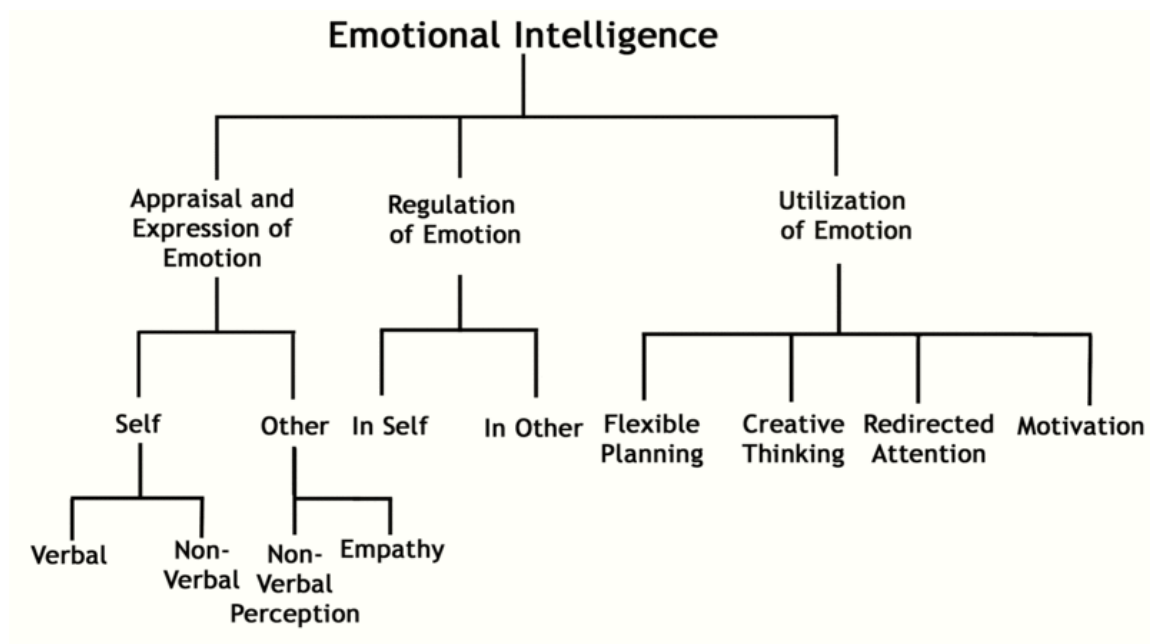 Emotional Intelligence
Appraisal and
Expression of
Emotion
Regulation
of Emotion
Utilization
of Emotion
Self
Other
In Self
In Other
Flexible
Planning
Creative
Thinking
Redirected
Attention
Motivation
Verbal
Non-
Verbal
Non-
Verbal
Perception
Empathy